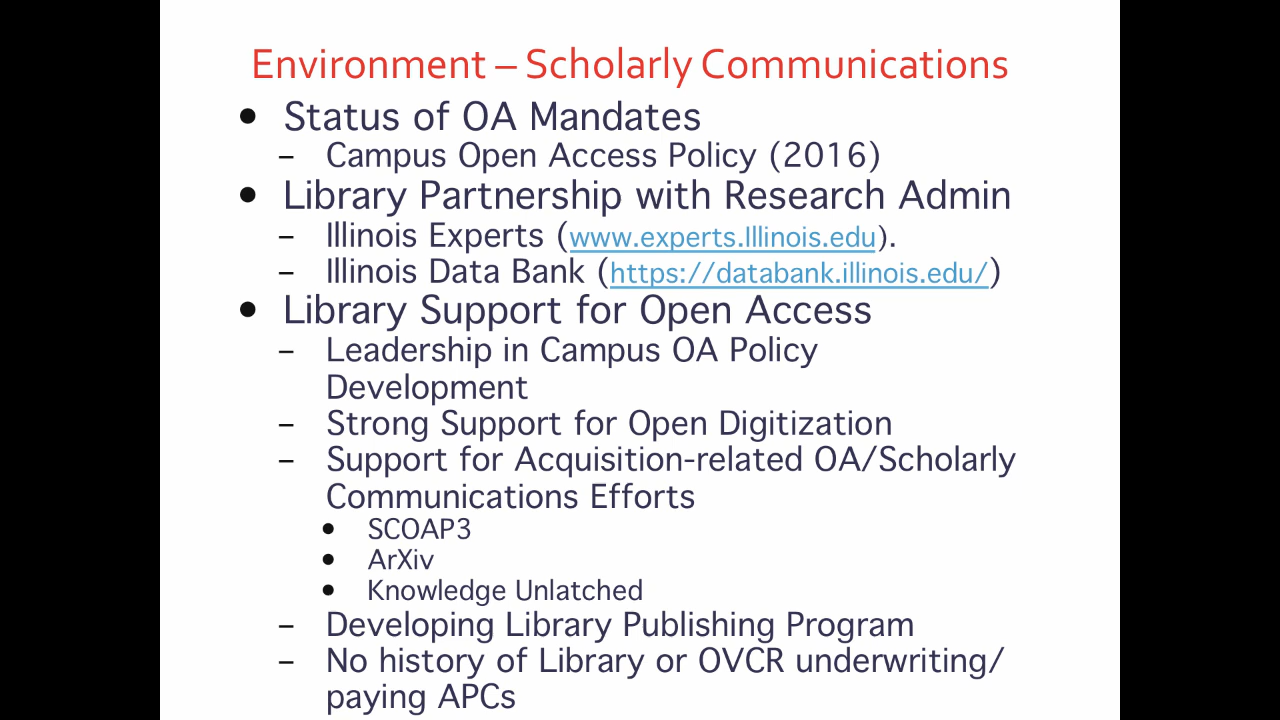 Environment – Scholarly Communications
• Status of OA Mandates
– Campus Open Access Policy (2016)
• Library Partnership with Research Admin
– Illinois Experts (www.experts.Illinois.edu).
– Illinois Data Bank (https://databank.illinois.edu/)
• Library Support for Open Access
– Leadership in Campus OA Policy
Development
– Strong Support for Open Digitization
– Support for Acquisition-related OA/Scholarly
Communications Efforts
• SCOAP3
• ArXiv
• Knowledge Unlatched
– Developing Library Publishing Program
– No history of Library or OVCR underwriting/
paying APCs